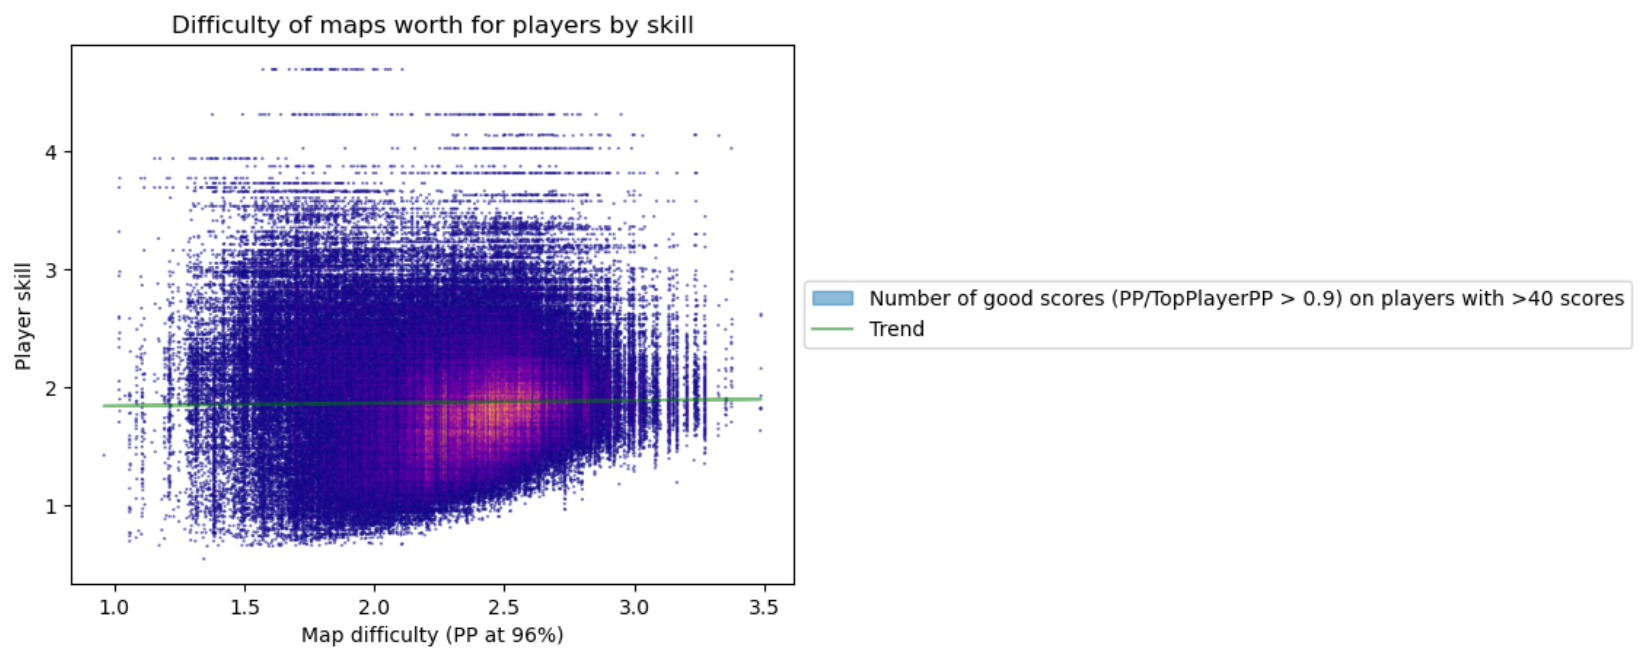 Difficulty of maps worth for players by skill
Player skill
4
3
2
1
1.0 1.5 2.0 2.5 3.0 3.5
Map difficulty (PP at 96%)
Number of good scores (PP/TopPlayerPP > 0.9) on players with >40 scores
Trend